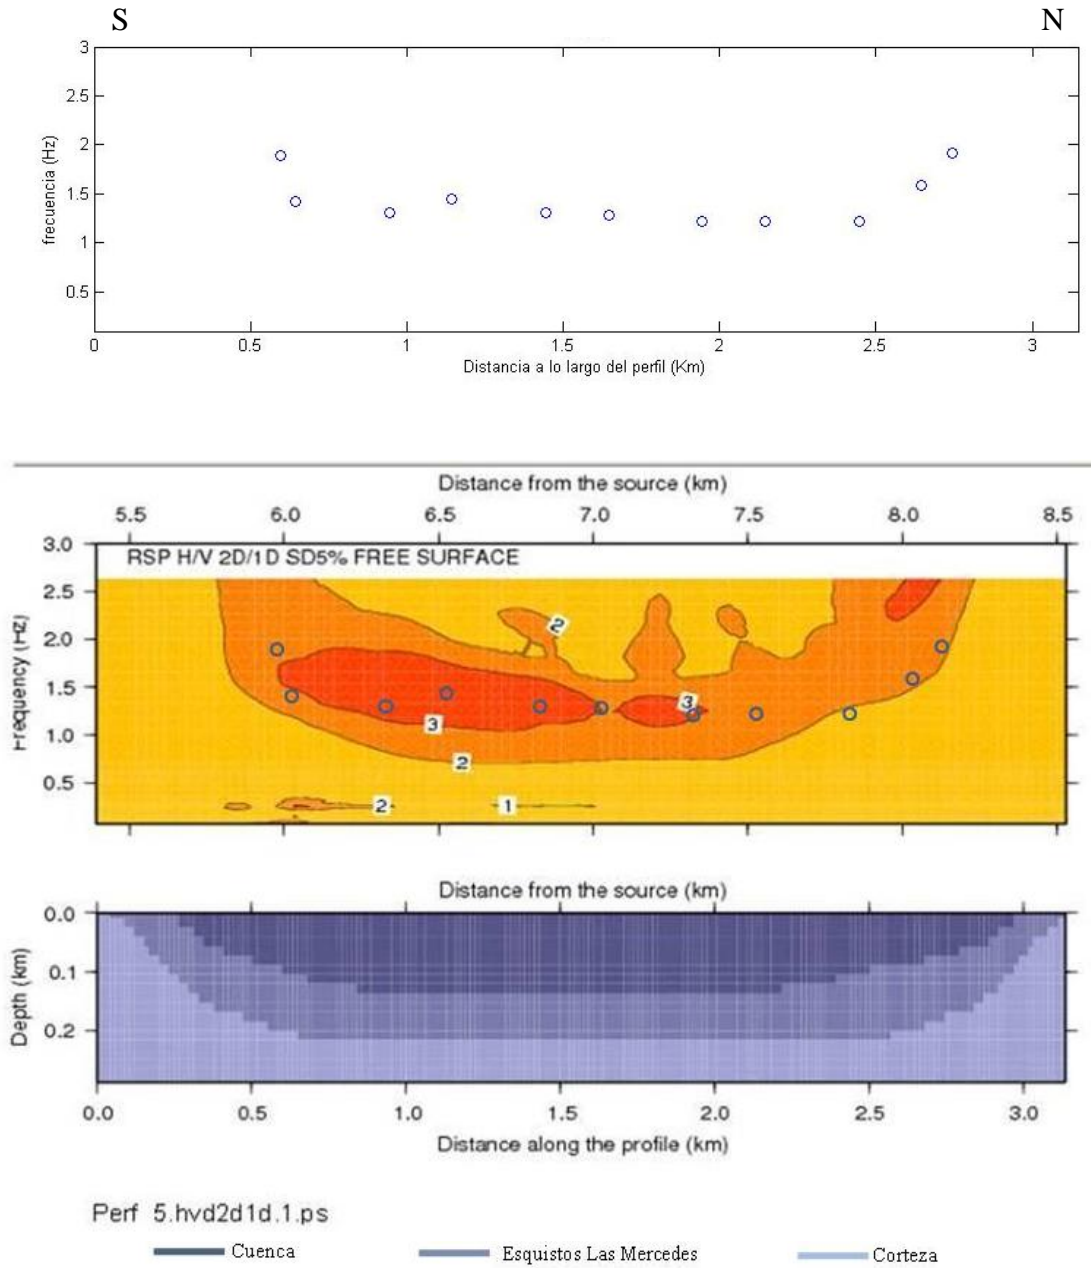 S N
3
2.5
2
1.5
1
0.5
frecuencia (Hz)
0 0.5 1 1.5 2 2.5 3
Distancia a lo largo del perfil (Km)
Distance from the source (km)
5.5 6.0 6.5 7.0 7.5 8.0 8.5
RSP H/V 2D/1D SD5% FREE SURFACE
3.0
2.5
2.0
1.5
1.0
0.5
Frequency (Hz)
2
3
3
2
2
1
Distance from the source (km)
0.0
0.1
0.2
Depth (km)
0.0 0.5 1.0 1.5 2.0 2.5 3.0
Distance along the profile (km)
Perf 5.hvd2d1d.1.ps
Cuenca Esquistos Las Mercedes Corteza